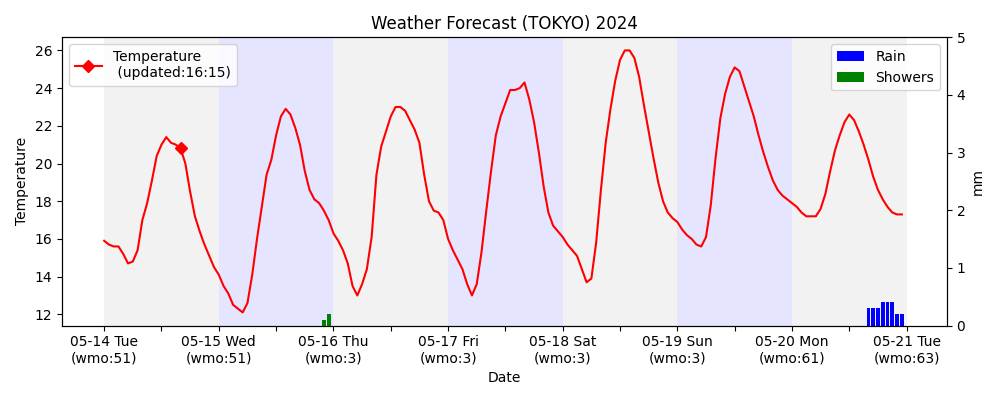 Weather Forecast (TOKYO) 2024
Temperature
(updated:16:15)
Rain
Showers
26
24
22
20
18
16
14
12
Temperature
5
4
3
2
1
0
mm
05-14 Tue
(wmo:51)
05-15 Wed
(wmo:51)
05-16 Thu
(wmo:3)
05-17 Fri
(wmo:3)
05-18 Sat
(wmo:3)
05-19 Sun
(wmo:3)
05-20 Mon
(wmo:61)
05-21 Tue
(wmo:63)
Date